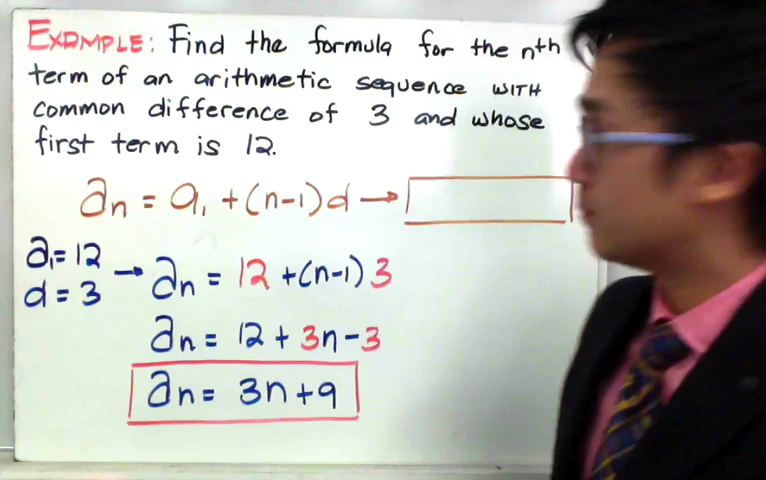 EXAMPLE: Find the formula for the nth
term of an arithmetic sequence WITH
common difference of 3 and whose
first term is 12.
an = a₁ + (n-1)d →
a₁ = 12
d = 3
→ an = 12 + (n-1) 3
an = 12 + 3n - 3
an = 3n + 9